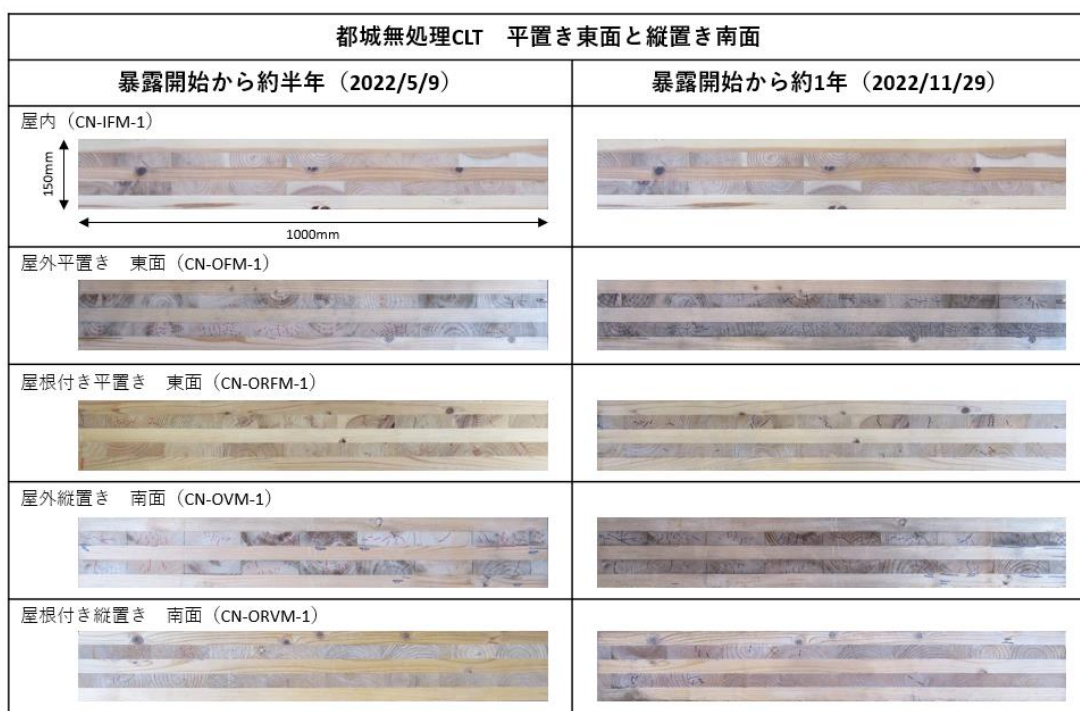 都城無処理CLT　平置き東面と縦置き南面
暴露開始から約半年（2022/5/9）
暴露開始から約1年（2022/11/29）
屋内（CN-IFM-1）
150mm
1000mm
屋外平置き　東面（CN-OFM-1）
屋根付き平置き　東面（CN-ORFM-1）
屋外縦置き　南面（CN-OVM-1）
屋根付き縦置き　南面（CN-ORVM-1）